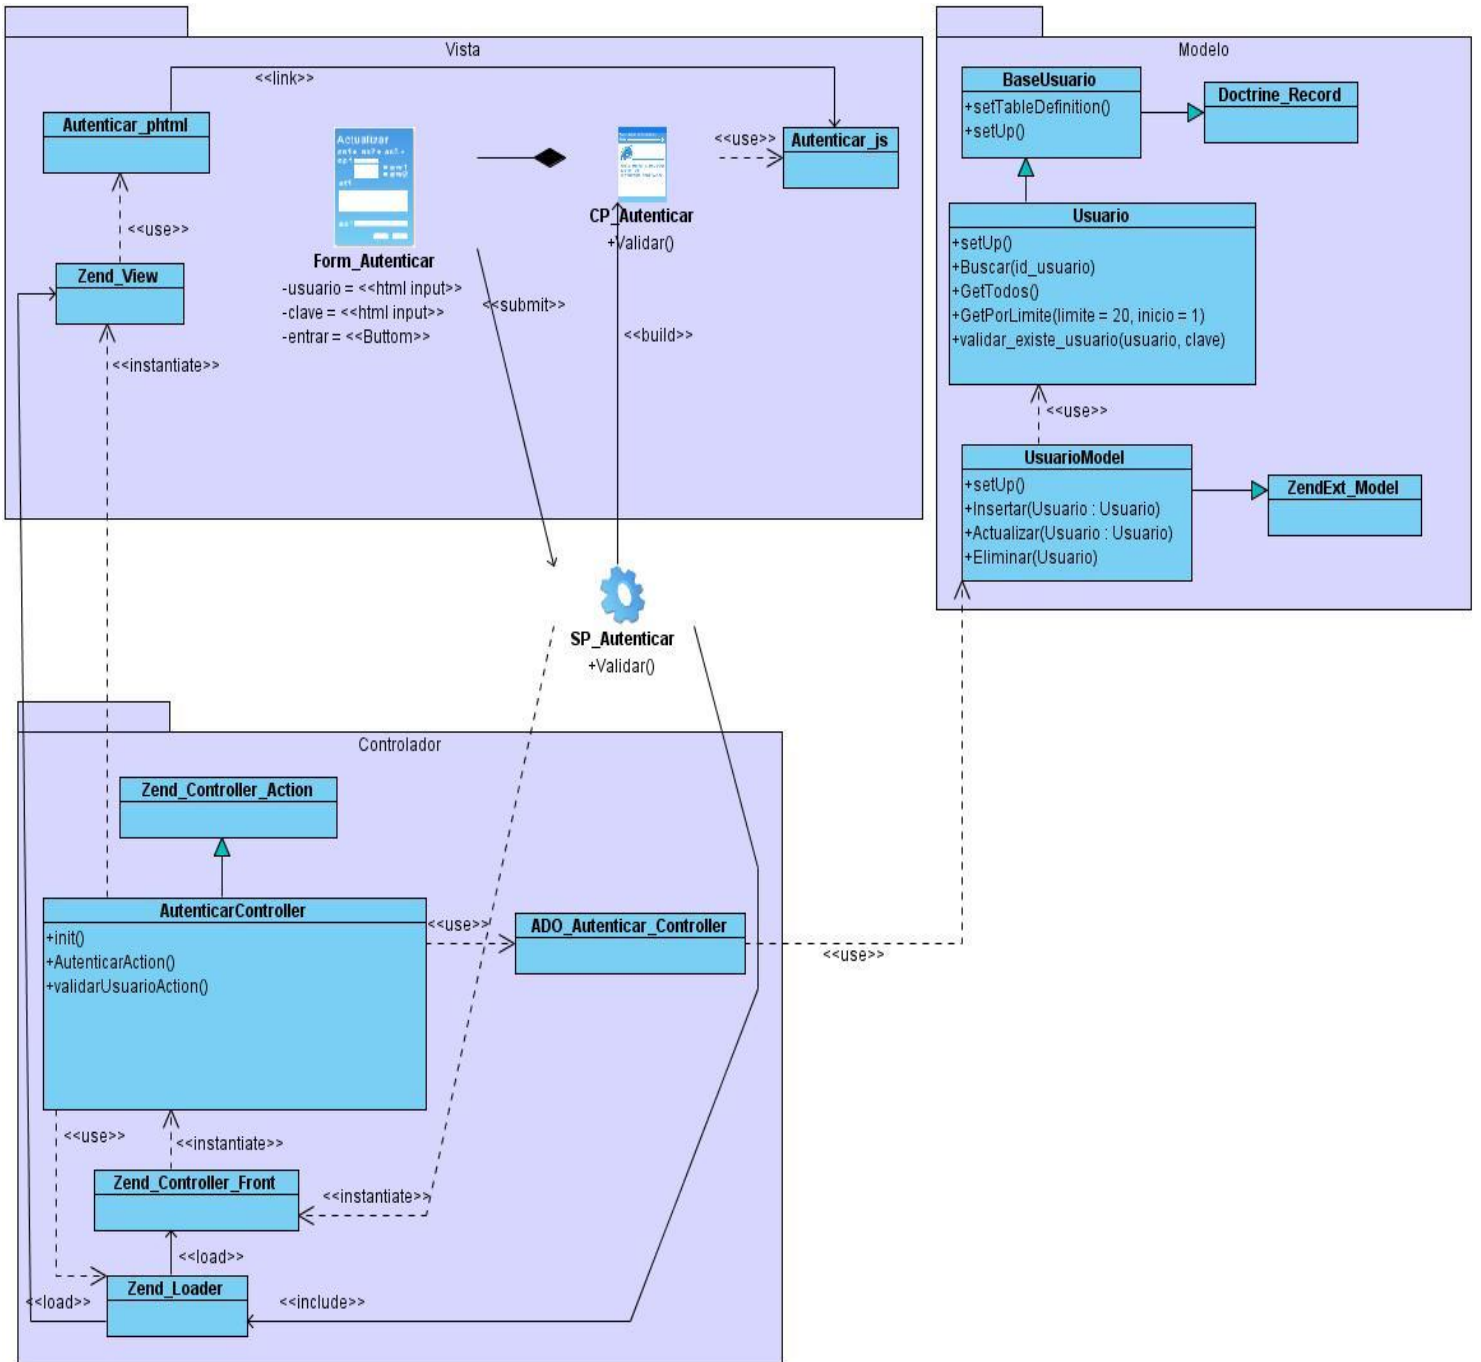 Vista
<<link>>
Autenticar_phtml
<<use>>
Zend_View
<<instantiate>>
Actualizar
Form_Autenticar
-usuario = <<html input>>
-clave = <<html input>>
-entrar = <<Buttom>>
<<submit>>
CP_Autenticar
+Validar()
<<build>>
<<use>>
Autenticar_js
Modelo
BaseUsuario
+setTableDefinition()
+setUp()
Doctrine_Record
Usuario
+setUp()
+Buscar(id_usuario)
+GetTodos()
+GetPorLimite(limite = 20, inicio = 1)
+validar_existe_usuario(usuario, clave)
<<use>>
UsuarioModel
+setUp()
+Insertar(Usuario : Usuario)
+Actualizar(Usuario : Usuario)
+Eliminar(Usuario)
ZendExt_Model
SP_Autenticar
+Validar()
Controlador
Zend_Controller_Action
AutenticarController
+init()
+AutenticarAction()
+validarUsuarioAction()
<<use>>
ADO_Autenticar_Controller
<<use>>
<<use>>
<<instantiate>>
Zend_Controller_Front
<<instantiate>>
<<load>>
Zend_Loader
<<load>>
<<include>>